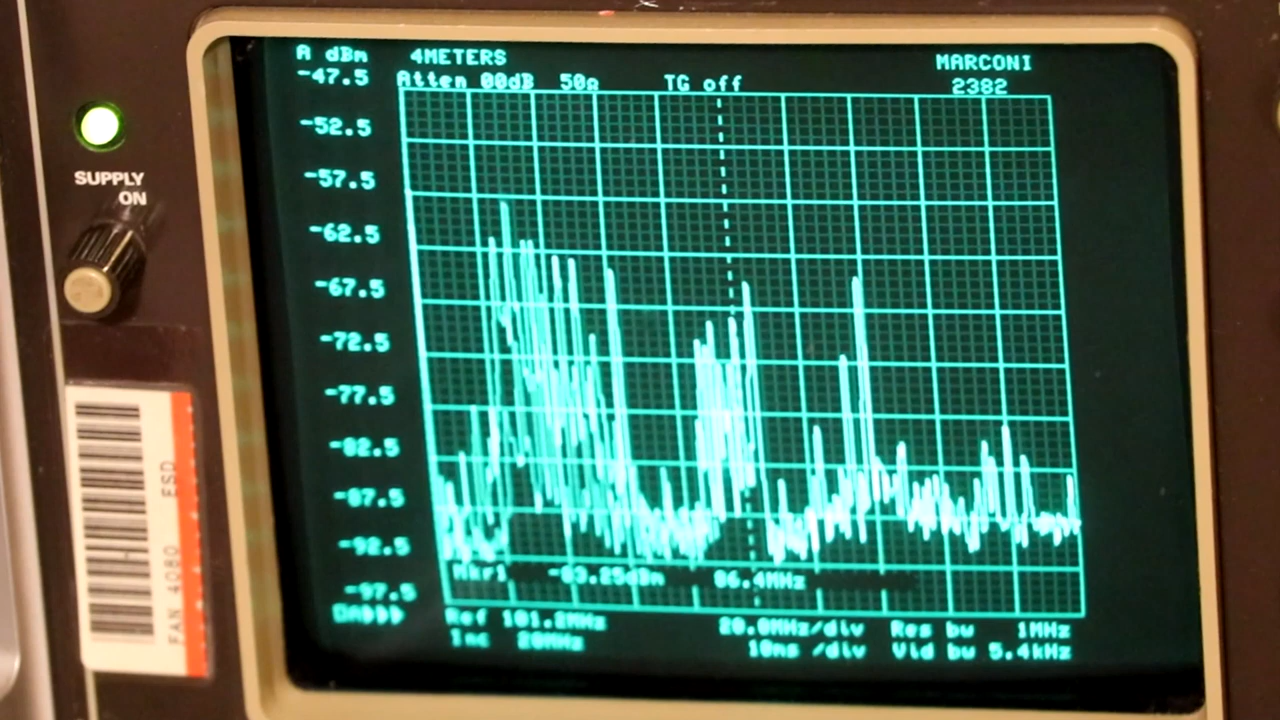 A dBm 4METERS MARCONI
-47.5 Atten 00dB 50Ω TG off 2382
-52.5
-57.5
-62.5
-67.5
-72.5
-77.5
-82.5
-87.5
-92.5
Mkr1 -83.25dBm 86.4MHz
-97.5
Ref 101.2MHz 20.0MHz/div Res bw 1MHz
Inc 20MHz 10ms /div Vid bw 5.4kHz
SUPPLY
ON
FAN 4080 ESD